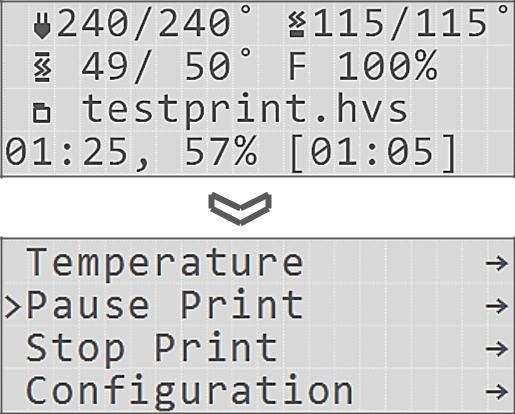 240/240° 115/115°
49/ 50° F 100%
testprint.hvs
01:25, 57% [01:05]
Temperature →
>Pause Print →
Stop Print →
Configuration →